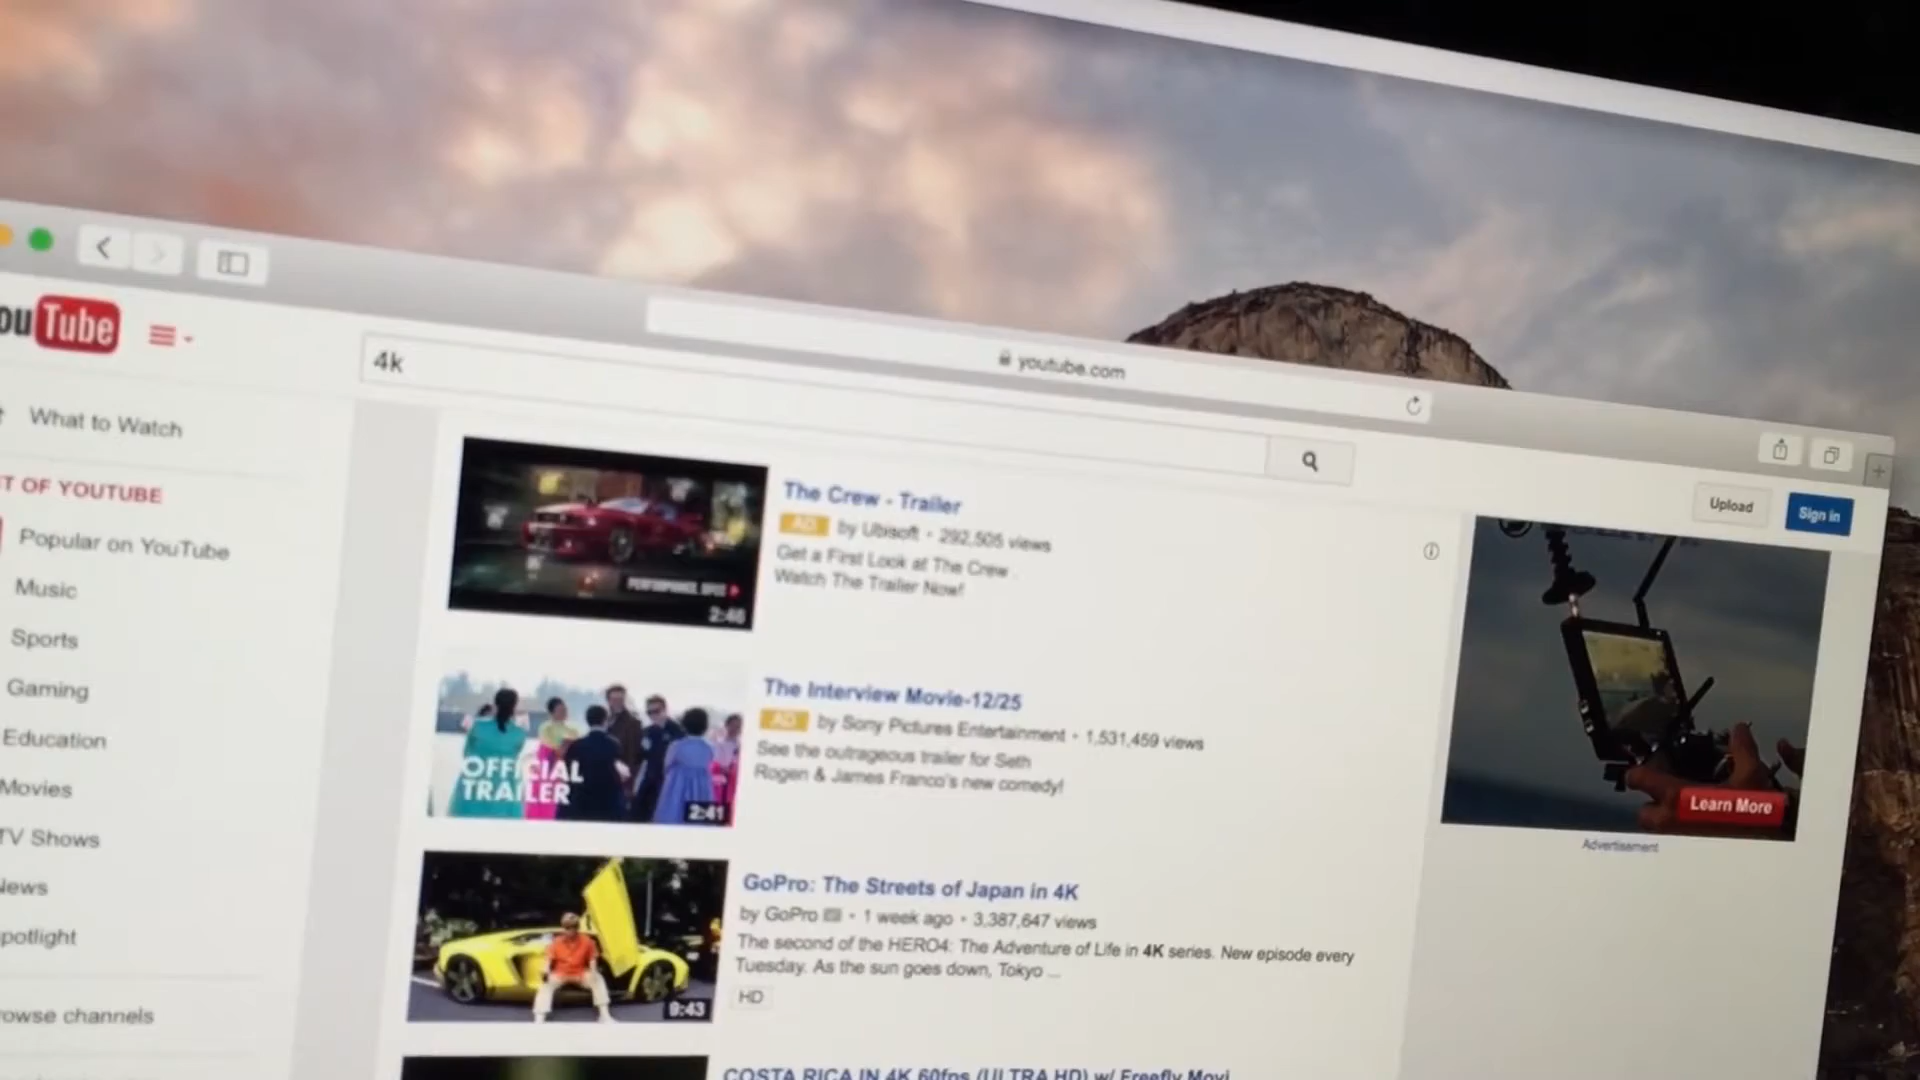 youtube.com
ouTube
4k
Upload
Sign in
What to Watch
T OF YOUTUBE
Popular on YouTube
Music
Sports
Gaming
Education
Movies
TV Shows
News
potlight
owse channels
The Crew - Trailer
AD by Ubisoft • 292,505 views
Get a First Look at The Crew .
Watch The Trailer Now!
PERFORMANCE SPEC
2:46
The Interview Movie-12/25
AD by Sony Pictures Entertainment • 1,531,459 views
See the outrageous trailer for Seth
Rogen & James Franco's new comedy!
OFFICIAL
TRAILER
2:41
GoPro: The Streets of Japan in 4K
by GoPro • 1 week ago • 3,387,647 views
The second of the HERO4: The Adventure of Life in 4K series. New episode every
Tuesday. As the sun goes down, Tokyo ...
HD
9:43
COSTA RICA IN 4K 60fps (ULTRA HD) w/ Freefly Movi
Learn More
Advertisement